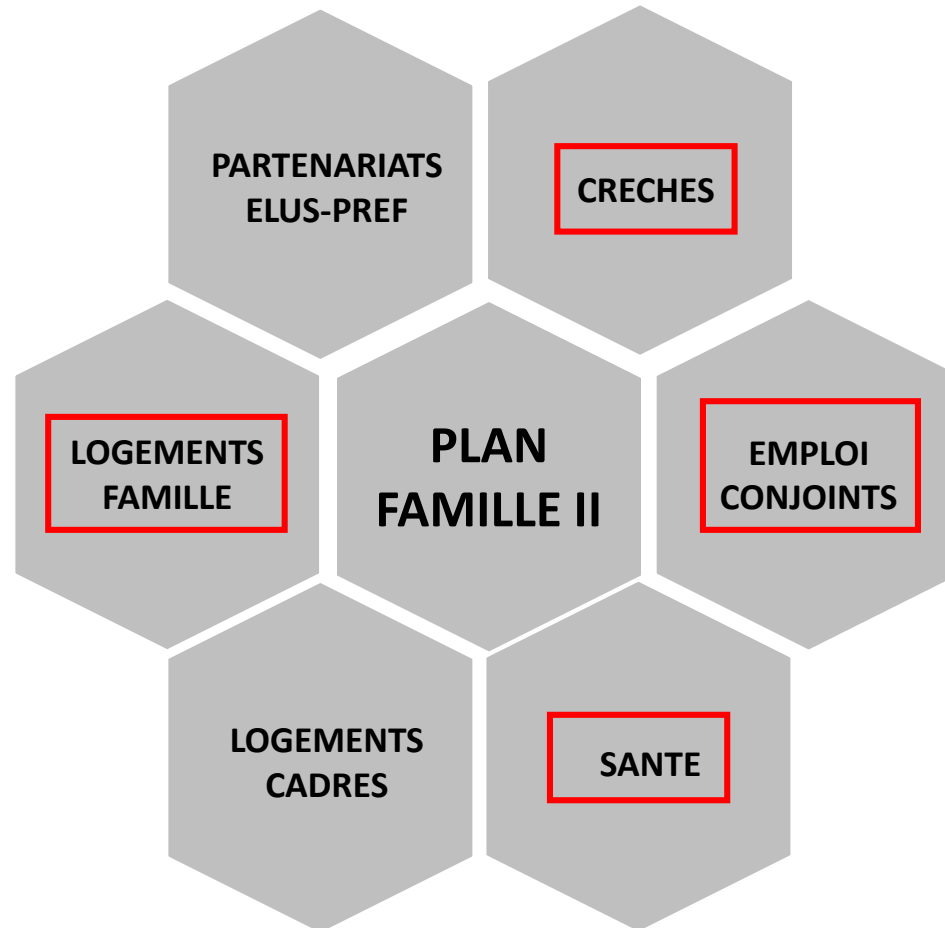 PARTENARIATS
ELUS-PREF
CRECHES
LOGEMENTS
FAMILLE
PLAN
FAMILLE II
EMPLOI
CONJOINTS
LOGEMENTS
CADRES
SANTE